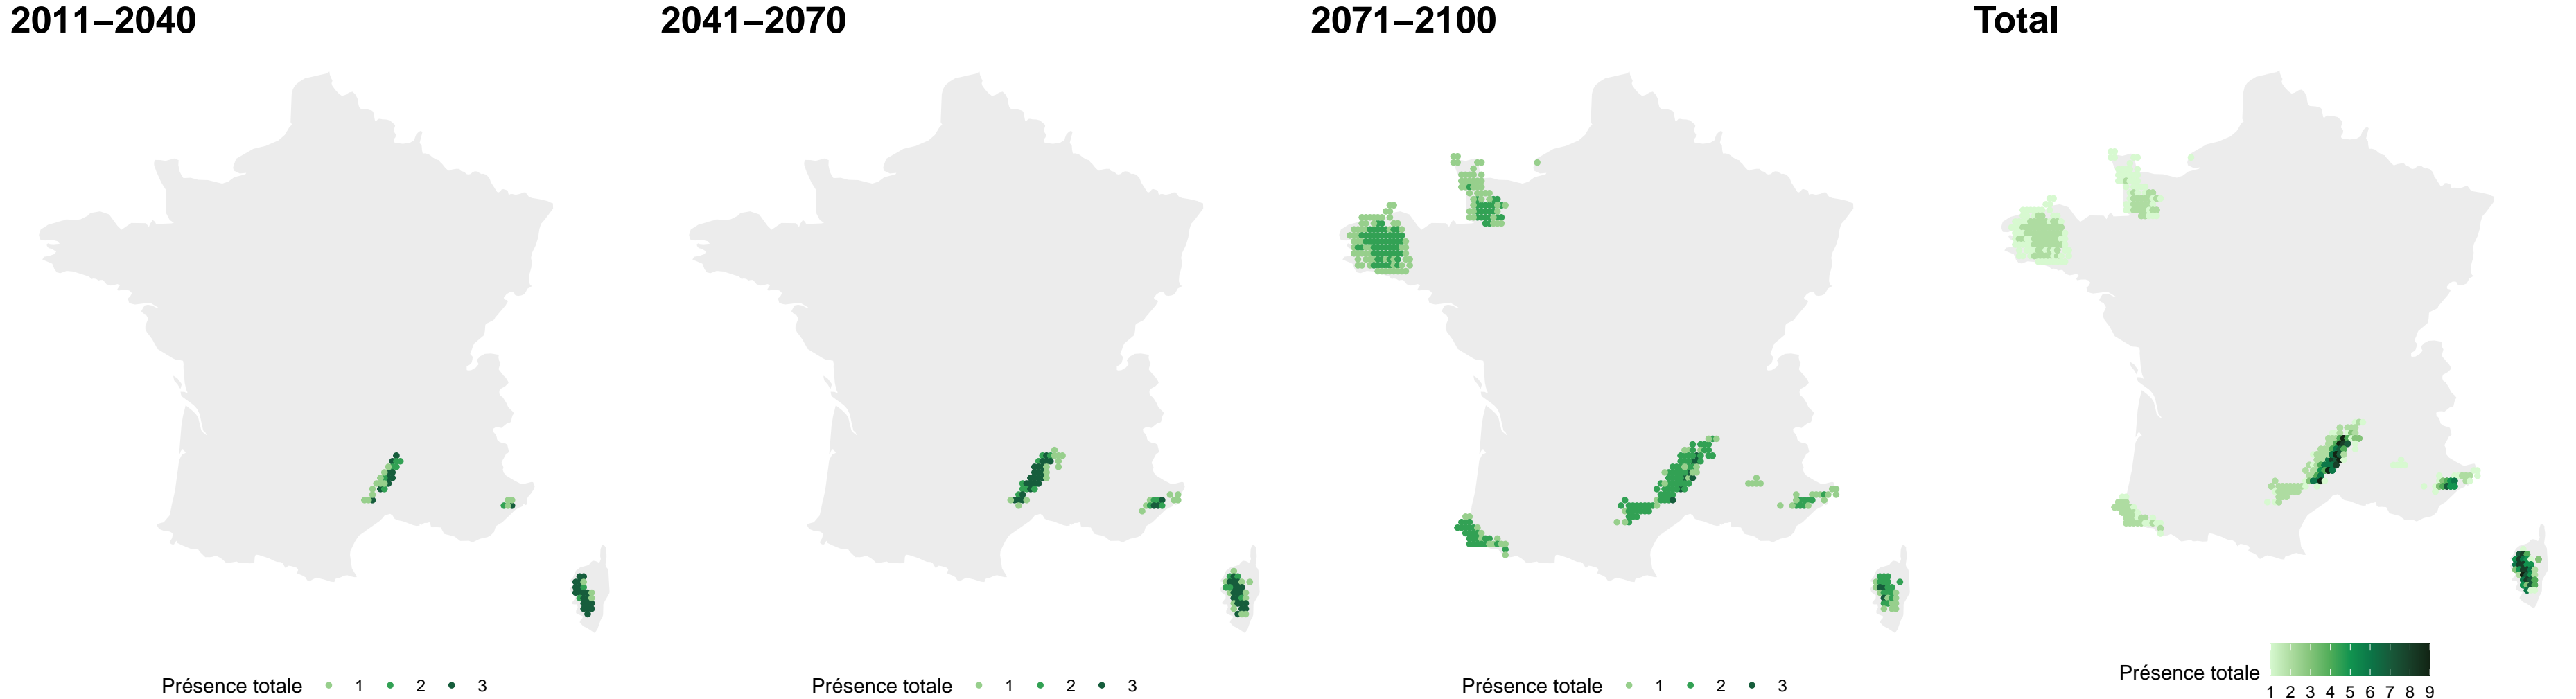 2011–2040
2041–2070
2071–2100
Total
Présence totale 1 2 3
Présence totale 1 2 3
Présence totale 1 2 3
Présence totale
1 2 3 4 5 6 7 8 9